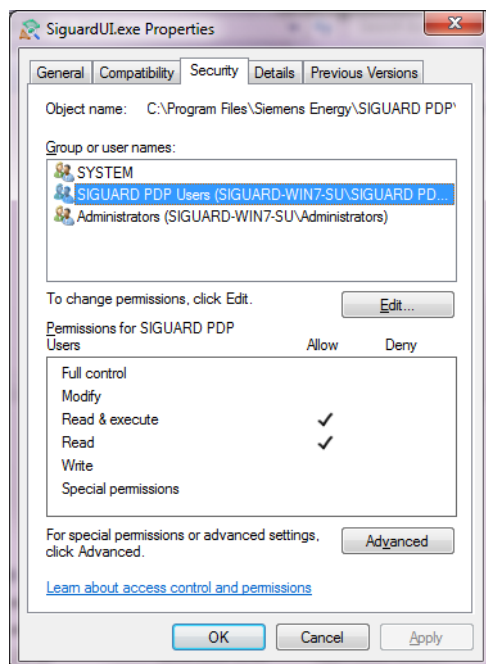 SiguardUI.exe Properties
General Compatibility Security Details Previous Versions
Object name: C:\Program Files\Siemens Energy\SIGUARD PDP\
Group or user names:
SYSTEM
SIGUARD PDP Users (SIGUARD-WIN7-SU\SIGUARD PD...
Administrators (SIGUARD-WIN7-SU\Administrators)
To change permissions, click Edit.
Edit...
Permissions for SIGUARD PDP
Users Allow Deny
Full control
Modify
Read & execute
Read
Write
Special permissions
For special permissions or advanced settings,
click Advanced.
Advanced
Learn about access control and permissions
OK Cancel Apply